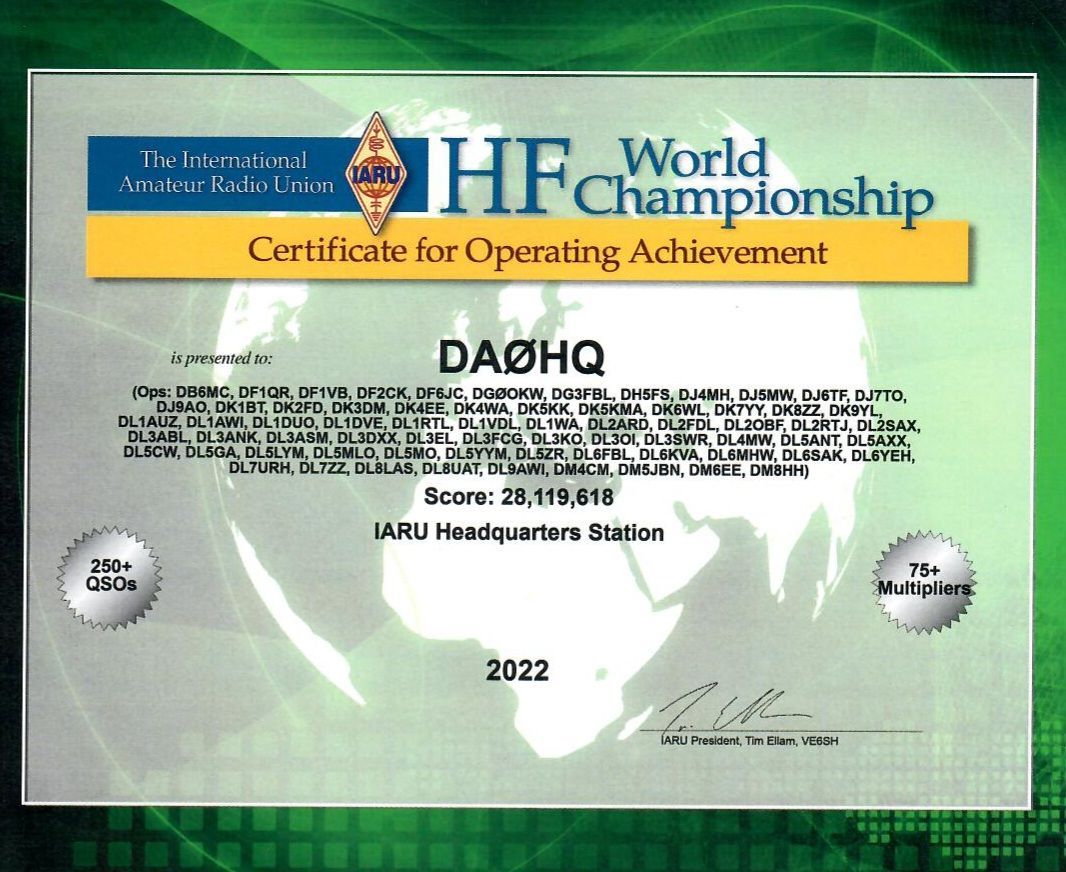 The International
Amateur Radio Union
IARU
HF World
Championship
Certificate for Operating Achievement
is presented to: DAØHQ
(Ops: DB6MC, DF1QR, DF1VB, DF2CK, DF6JC, DGØOKW, DG3FBL, DH5FS, DJ4MH, DJ5MW, DJ6TF, DJ7TO,
DJ9AO, DK1BT, DK2FD, DK3DM, DK4EE, DK4WA, DK5KK, DK5KMA, DK6WL, DK7YY, DK8ZZ, DK9YL,
DL1AUZ, DL1AWI, DL1DUO, DL1DVE, DL1RTL, DL1VDL, DL1WA, DL2ARD, DL2FDL, DL2OBF, DL2RTJ, DL2SAX,
DL3ABL, DL3ANK, DL3ASM, DL3DXX, DL3EL, DL3FCG, DL3KO, DL3OI, DL3SWR, DL4MW, DL5ANT, DL5AXX,
DL5CW, DL5GA, DL5LYM, DL5MLO, DL5MO, DL5YYM, DL5ZR, DL6FBL, DL6KVA, DL6MHW, DL6SAK, DL6YEH,
DL7URH, DL7ZZ, DL8LAS, DL8UAT, DL9AWI, DM4CM, DM5JBN, DM6EE, DM8HH)
Score: 28,119,618
IARU Headquarters Station
250+
QSOs
75+
Multipliers
2022
IARU President, Tim Ellam, VE6SH